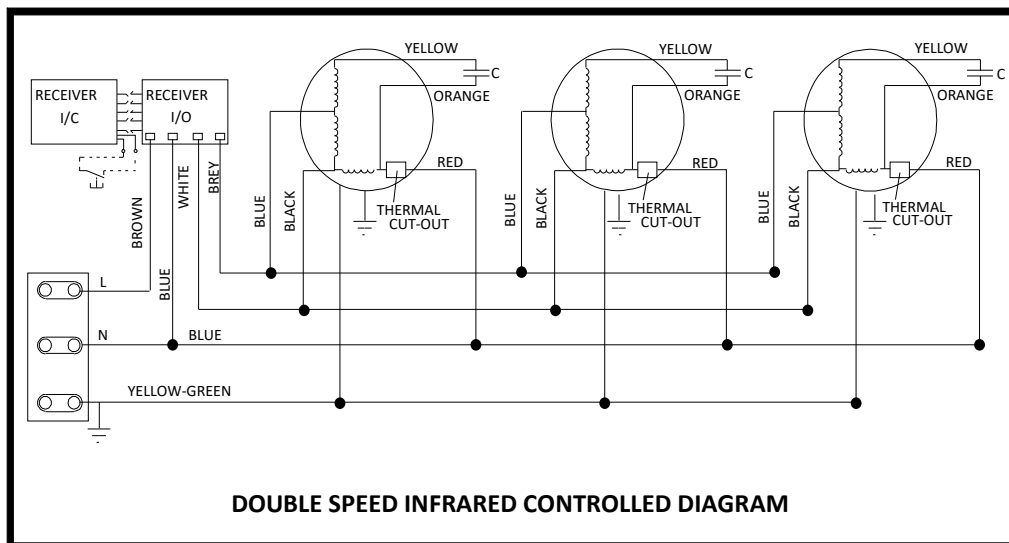 YELLOW
C
ORANGE
RED
THERMAL
CUT-OUT
BLUE
BLACK
YELLOW
C
ORANGE
RED
THERMAL
CUT-OUT
BLUE
BLACK
YELLOW
C
ORANGE
RED
THERMAL
CUT-OUT
BLUE
BLACK
RECEIVER
I/C
RECEIVER
I/O
BROWN
BLUE
WHITE
BREY
L
N
BLUE
YELLOW-GREEN
DOUBLE SPEED INFRARED CONTROLLED DIAGRAM